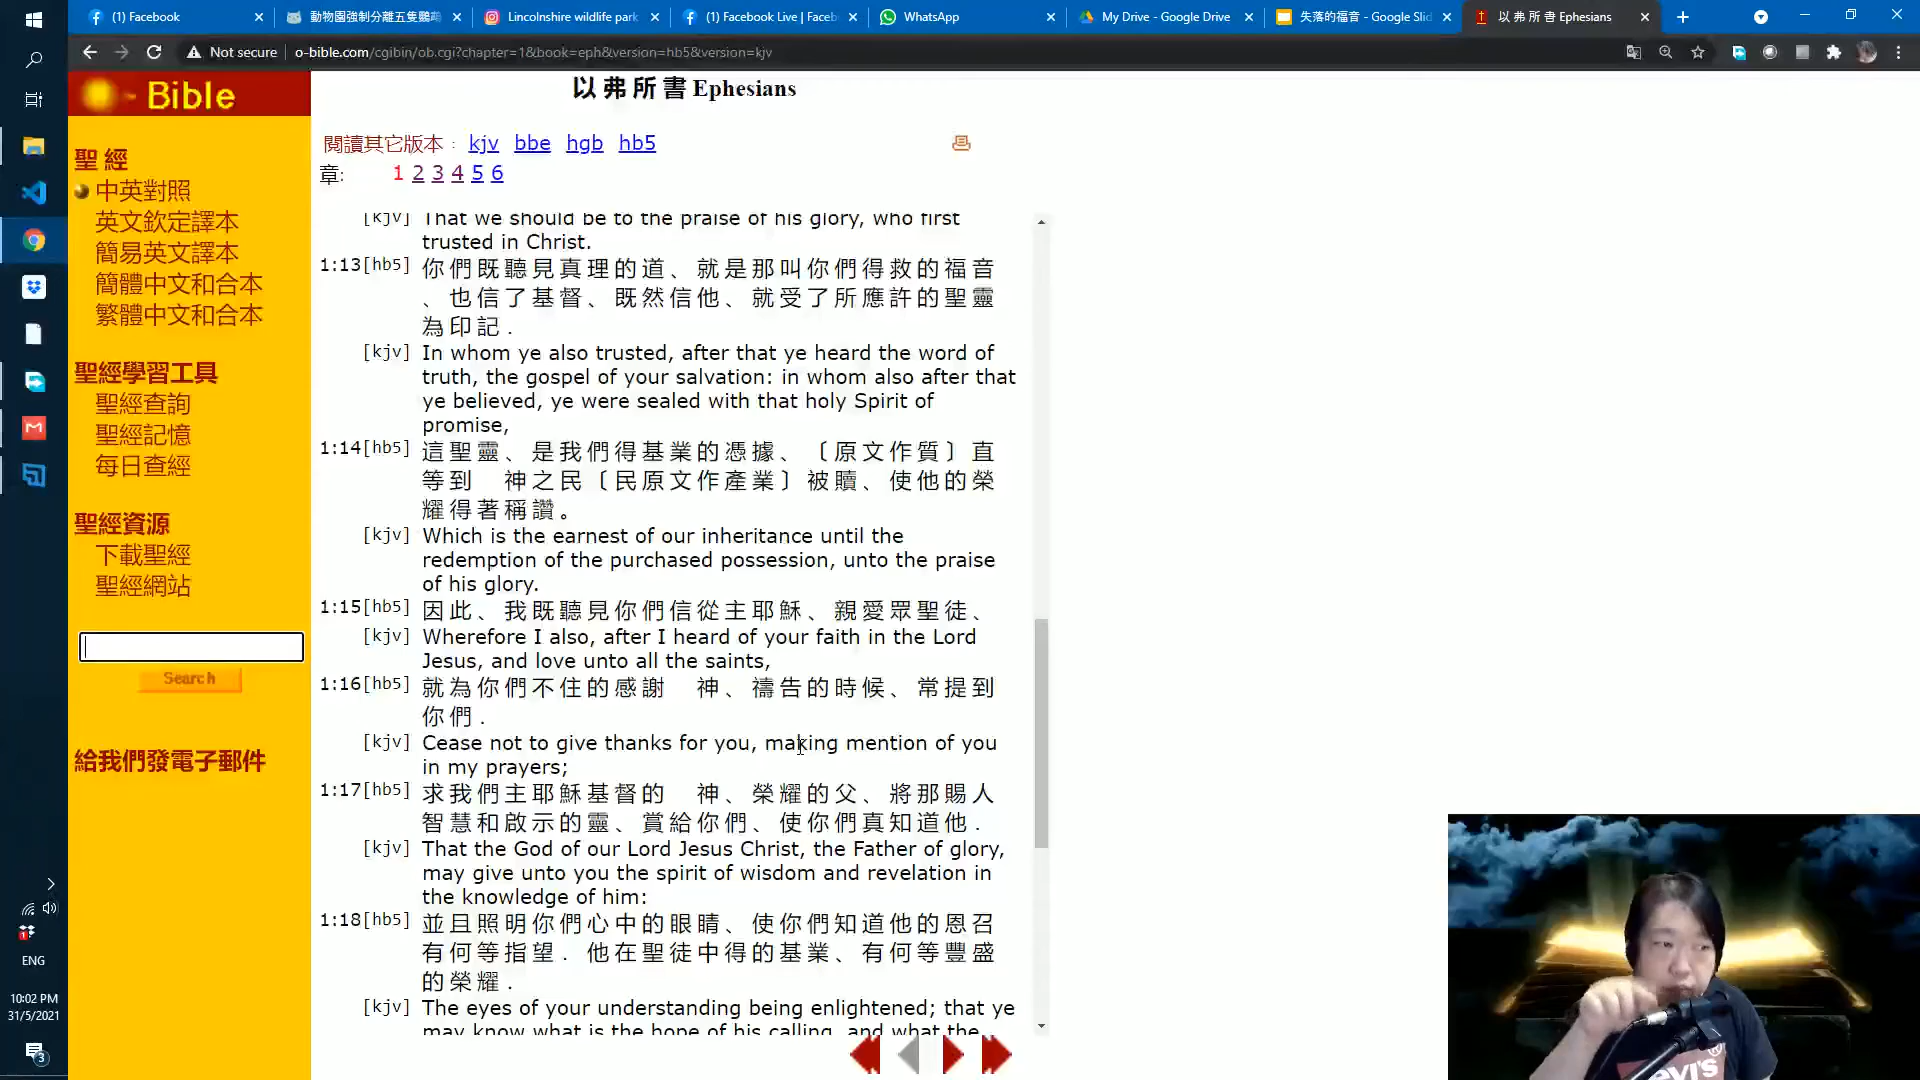 (1) Facebook
動物園強制分離五隻鸚鵡
Lincolnshire wildlife park
(1) Facebook Live | Faceb
WhatsApp
My Drive - Google Drive
失落的福音 - Google Slid
以 弗 所 書 Ephesians
Not secure
o-bible.com/cgibin/ob.cgi?chapter=1&book=eph&version=hb5&version=kjv
Bible
聖 經
中英對照
英文欽定譯本
簡易英文譯本
簡體中文和合本
繁體中文和合本
聖經學習工具
聖經查詢
聖經記憶
每日查經
聖經資源
下載聖經
聖經網站
Search
給我們發電子郵件
以 弗 所 書 Ephesians
閱讀其它版本 : kjv bbe hgb hb5
章: 1 2 3 4 5 6
[kjv] That we should be to the praise of his glory, who first
trusted in Christ.
1:13[hb5] 你們既聽見真理的道、就是那叫你們得救的福音
、也信了基督、既然信他、就受了所應許的聖靈
為印記．
[kjv] In whom ye also trusted, after that ye heard the word of
truth, the gospel of your salvation: in whom also after that
ye believed, ye were sealed with that holy Spirit of
promise,
1:14[hb5] 這聖靈、是我們得基業的憑據、〔原文作質〕直
等到　神之民〔民原文作產業〕被贖、使他的榮
耀得著稱讚。
[kjv] Which is the earnest of our inheritance until the
redemption of the purchased possession, unto the praise
of his glory.
1:15[hb5] 因此、我既聽見你們信從主耶穌、親愛眾聖徒、
[kjv] Wherefore I also, after I heard of your faith in the Lord
Jesus, and love unto all the saints,
1:16[hb5] 就為你們不住的感謝　神、禱告的時候、常提到
你們．
[kjv] Cease not to give thanks for you, making mention of you
in my prayers;
1:17[hb5] 求我們主耶穌基督的　神、榮耀的父、將那賜人
智慧和啟示的靈、賞給你們、使你們真知道他．
[kjv] That the God of our Lord Jesus Christ, the Father of glory,
may give unto you the spirit of wisdom and revelation in
the knowledge of him:
1:18[hb5] 並且照明你們心中的眼睛、使你們知道他的恩召
有何等指望．他在聖徒中得的基業、有何等豐盛
的榮耀．
[kjv] The eyes of your understanding being enlightened; that ye
may know what is the hope of his calling, and what the
ENG
10:02 PM
31/5/2021
3